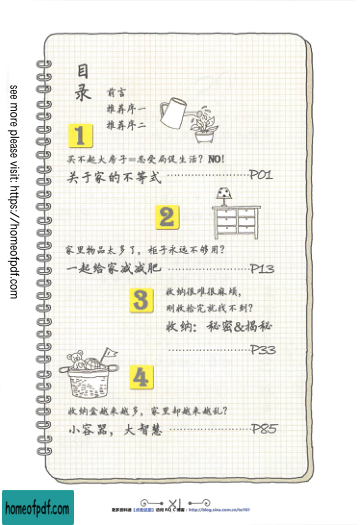 目录
前言
推荐序一
推荐序二
1
买不起大房子=忍受局促生活？NO!
关于家的不等式 P01
2
家里物品太多了，柜子永远不够用？
一起给家减减肥 P13
3
收纳很难很麻烦，
刚收拾完就找不到？
收纳：秘密&揭秘
P33
4
收纳盒越来越多，家里却越来越乱？
小容器，大智慧 P85
XI
see more please visit: https://homeofpdf.com
homeofpdf.com